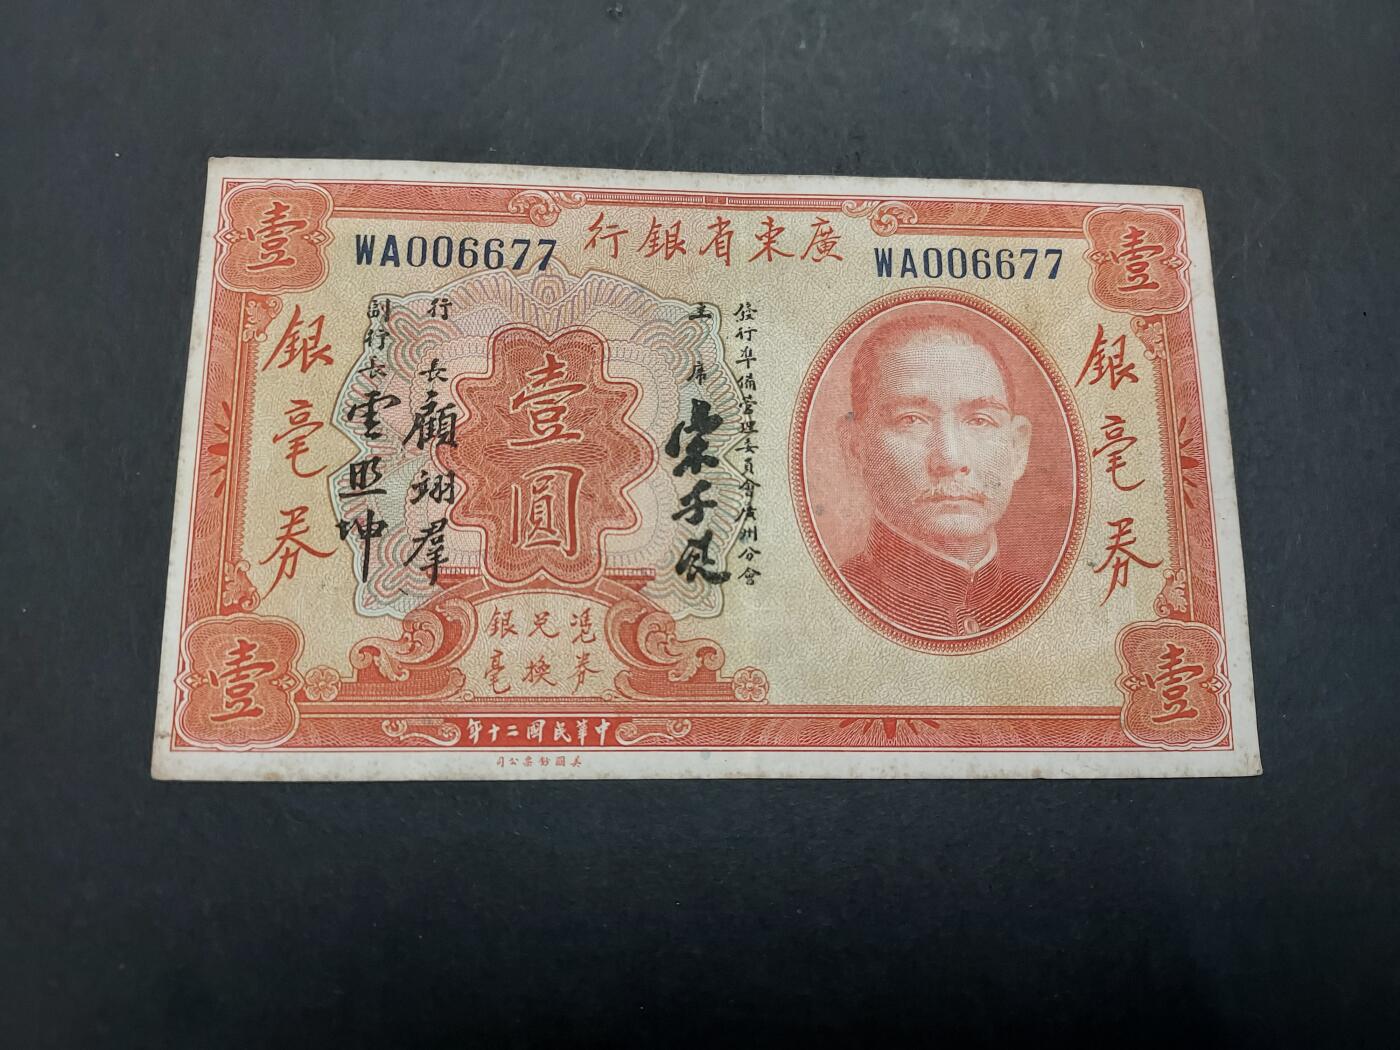 廣東省銀行
WA006677
WA006677
壹
壹
銀毫券
銀毫券
發行準備管理委員會廣州分會
主席
宋子良
壹圓
行長
顧翊羣
副行長
雲照坤
憑券
兌換
銀毫
壹
壹
中華民國二十年
美國鈔票公司